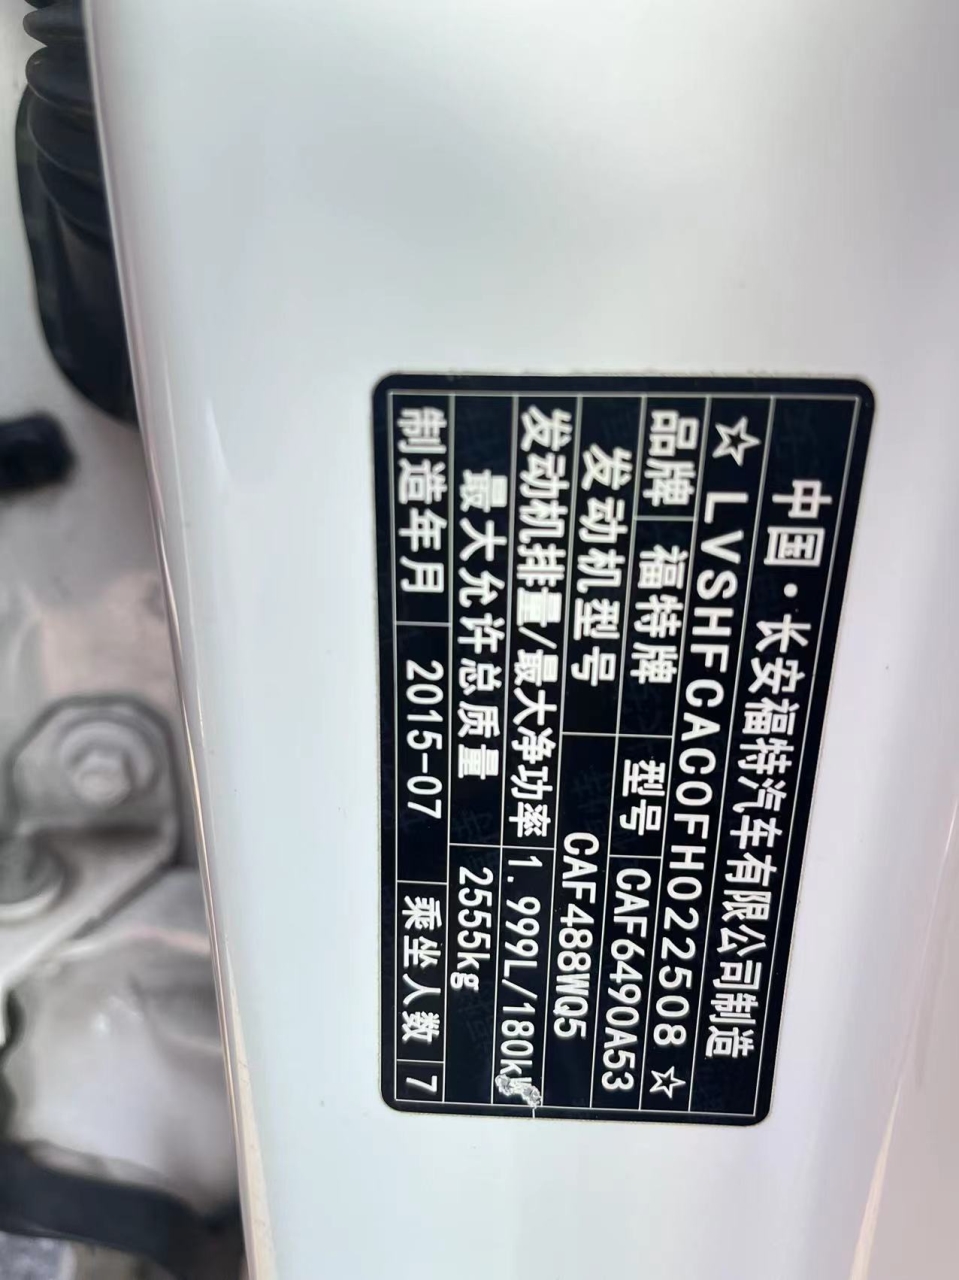 中国·长安福特汽车有限公司制造
☆ LVSHFCAC0FH022508 ☆
品牌 福特牌 型号 CAF6490A53
发动机型号 CAF488WQ5
发动机排量/最大净功率 1.999L/180kW
最大允许总质量 2555kg
制造年月 2015-07 乘坐人数 7